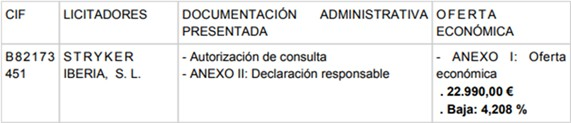 CIF
LICITADORES
DOCUMENTACIÓN ADMINISTRATIVA
PRESENTADA
OFERTA
ECONÓMICA
B82173
451
STRYKER
IBERIA, S. L.
- Autorización de consulta
- ANEXO II: Declaración responsable
- ANEXO I: Oferta
económica
. 22.990,00 €
. Baja: 4,208 %